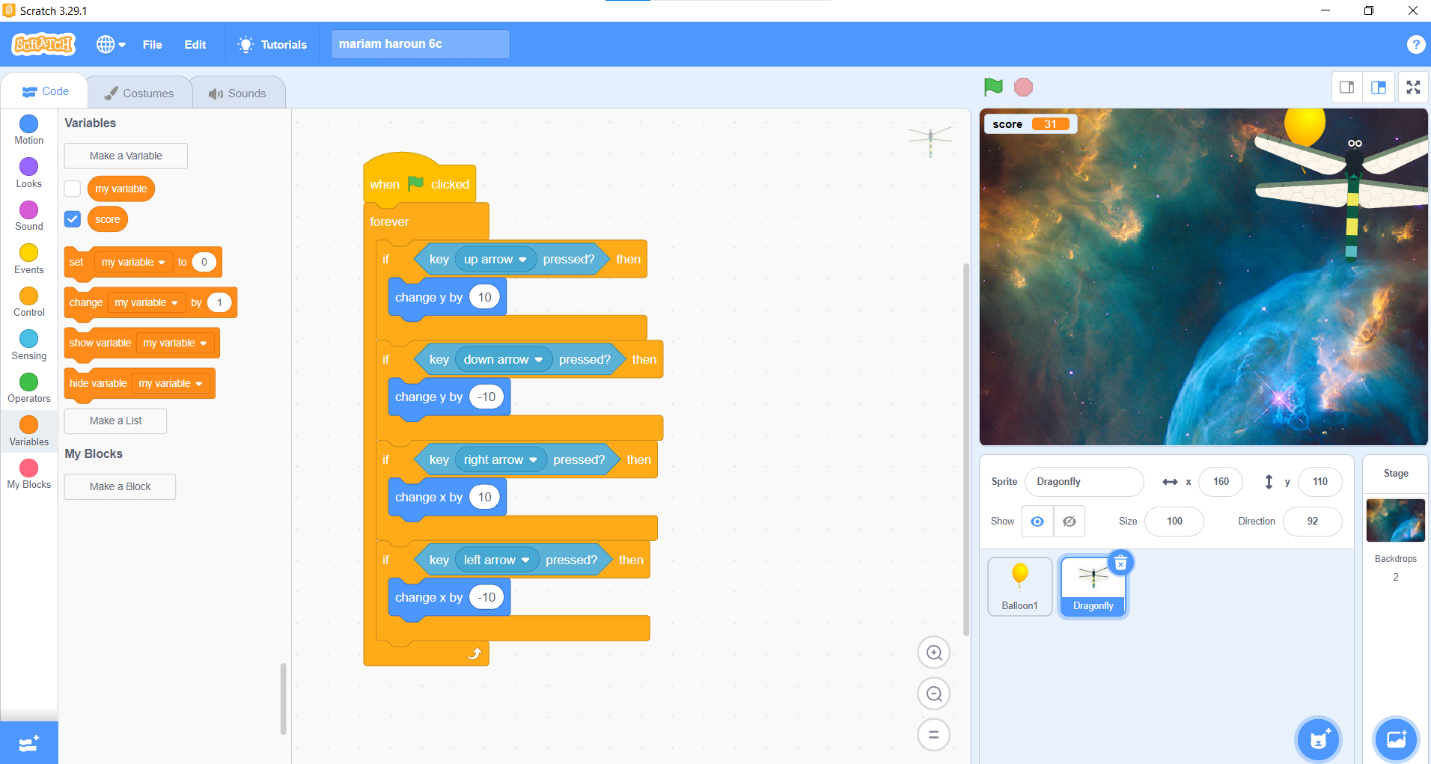 Scratch 3.29.1
SCRATCH File Edit Tutorials mariam haroun 6c ?
Code Costumes Sounds
Motion
Looks
Sound
Events
Control
Sensing
Operators
Variables
My Blocks
Variables
Make a Variable
my variable
score
set my variable to 0
change my variable by 1
show variable my variable
hide variable my variable
Make a List
My Blocks
Make a Block
when clicked
forever
if key up arrow pressed? then
change y by 10
if key down arrow pressed? then
change y by -10
if key right arrow pressed? then
change x by 10
if key left arrow pressed? then
change x by -10
score 31
Sprite Dragonfly x 160 y 110
Show Size 100 Direction 92
Balloon1
Dragonfly
Stage
Backdrops
2